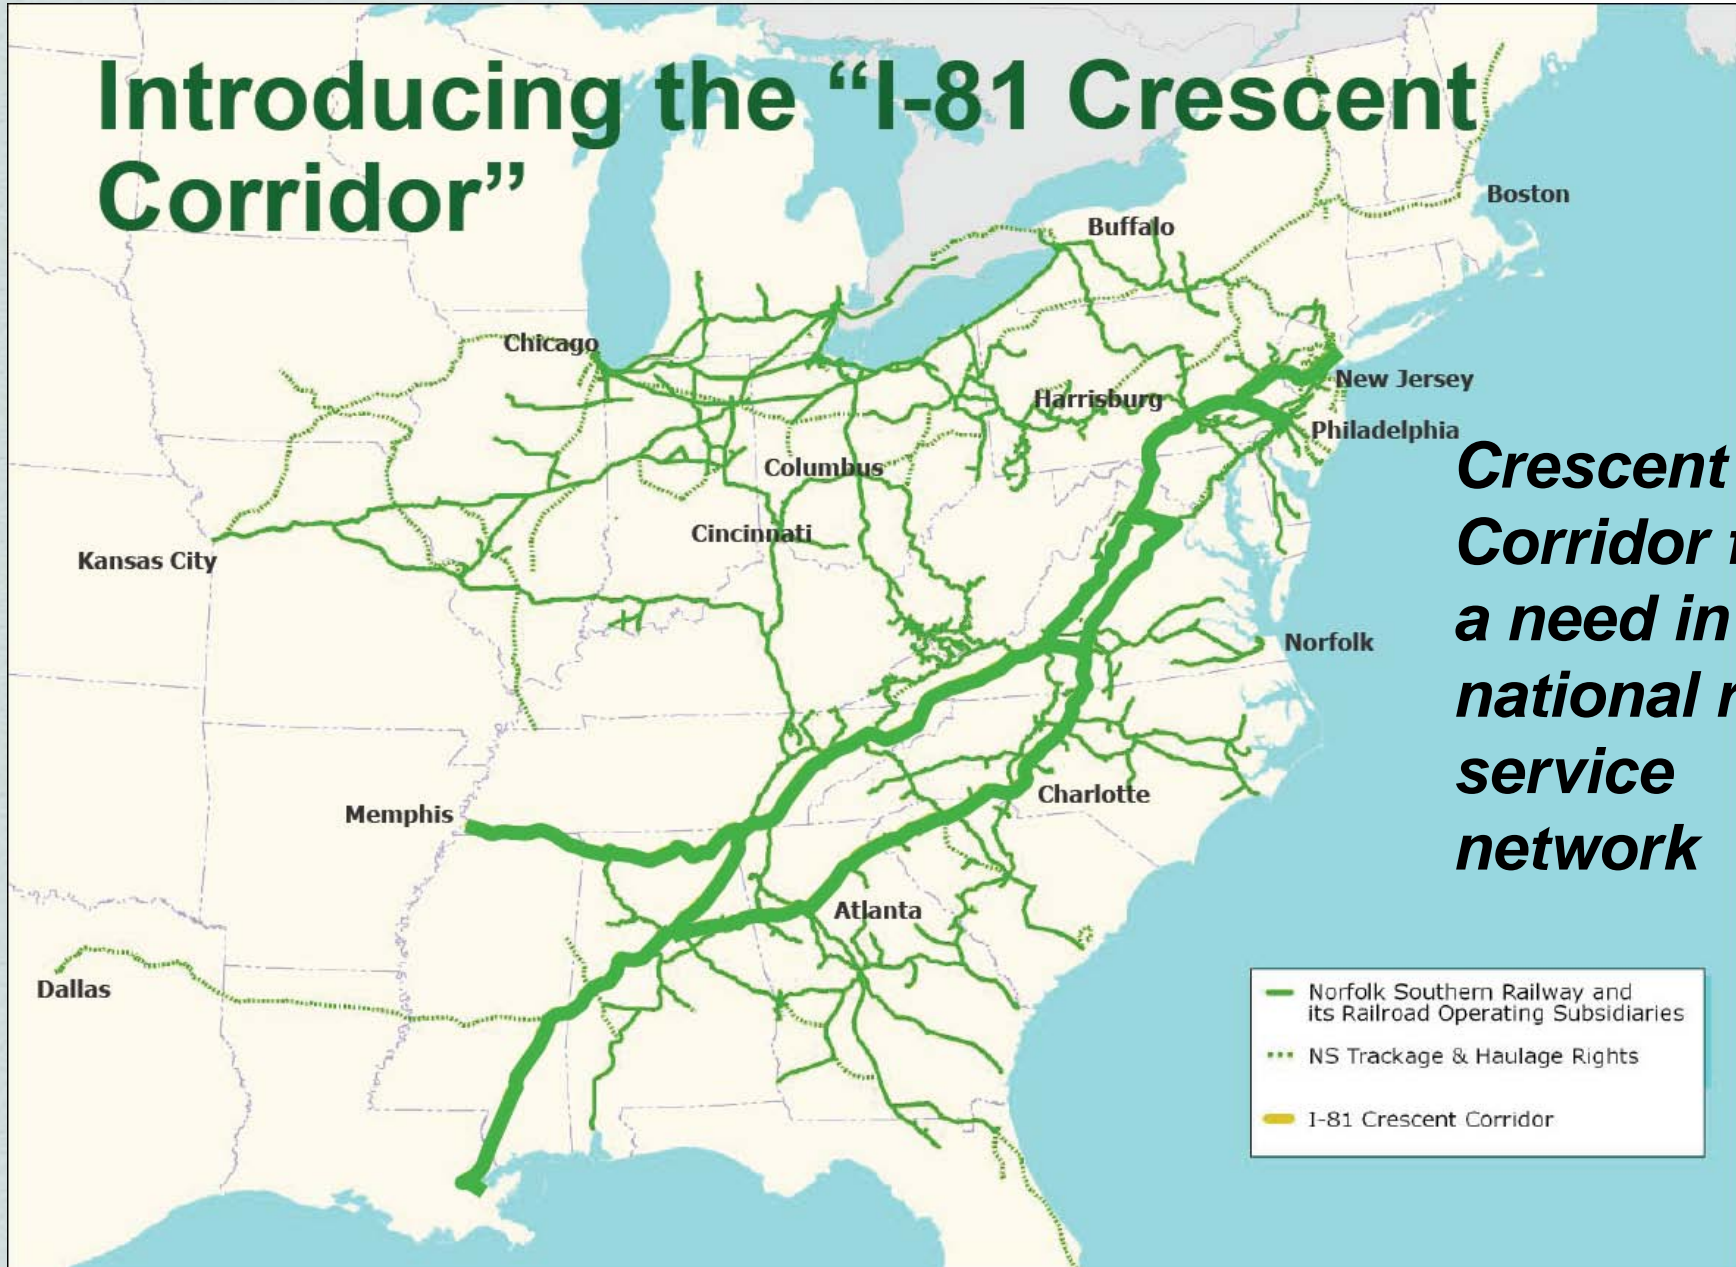 Introducing the “I-81 Crescent
Corridor”
Boston
Buffalo
Chicago
New Jersey
Harrisburg
Philadelphia
Columbus
Cincinnati
Kansas City
Norfolk
Memphis
Charlotte
Atlanta
Dallas
Crescent
Corridor
a need in
national
service
network
Norfolk Southern Railway and
its Railroad Operating Subsidiaries
NS Trackage & Haulage Rights
I-81 Crescent Corridor